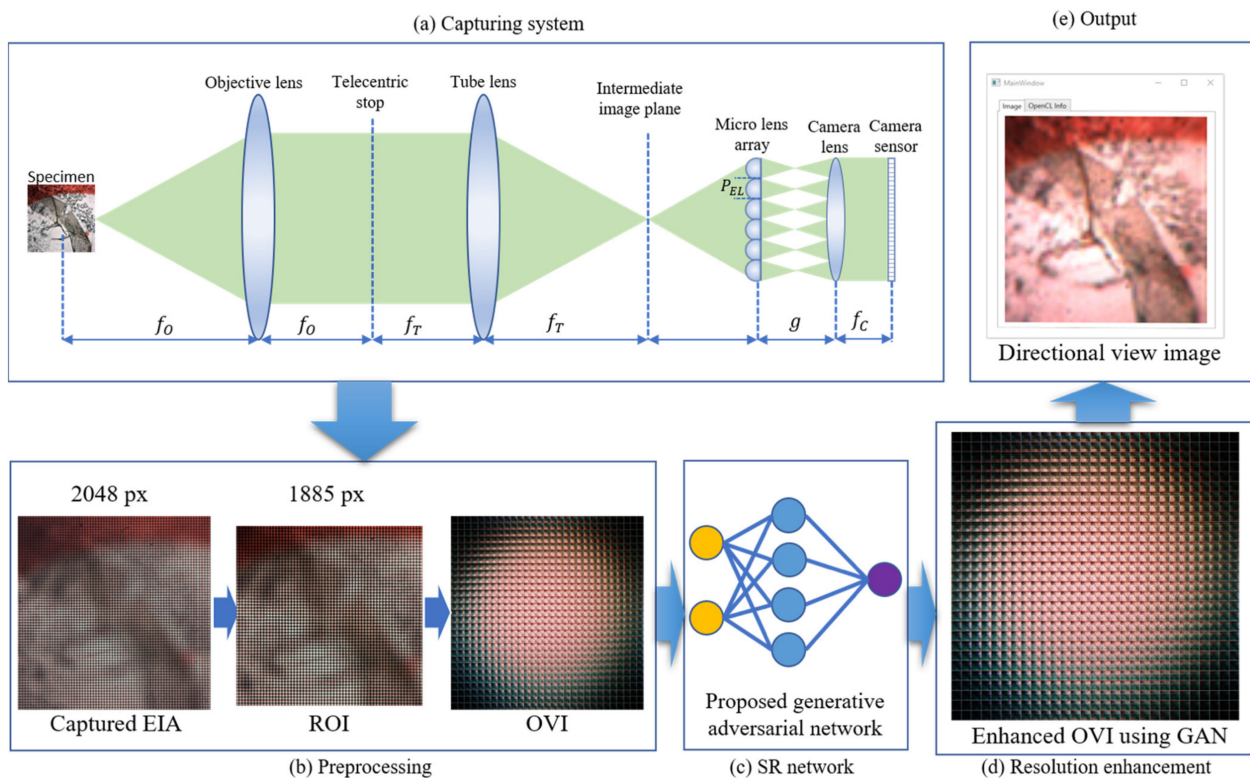 (a) Capturing system
Objective lens
Telecentric
stop
Tube lens
Intermediate
image plane
Micro lens
array
Camera
lens
Camera
sensor
Specimen
P_EL
f_O
f_O
f_T
f_T
g
f_C
(e) Output
MainWindow
Image
OpenCL Info
Directional view image
2048 px
1885 px
Captured EIA
ROI
OVI
(b) Preprocessing
Proposed generative
adversarial network
(c) SR network
Enhanced OVI using GAN
(d) Resolution enhancement